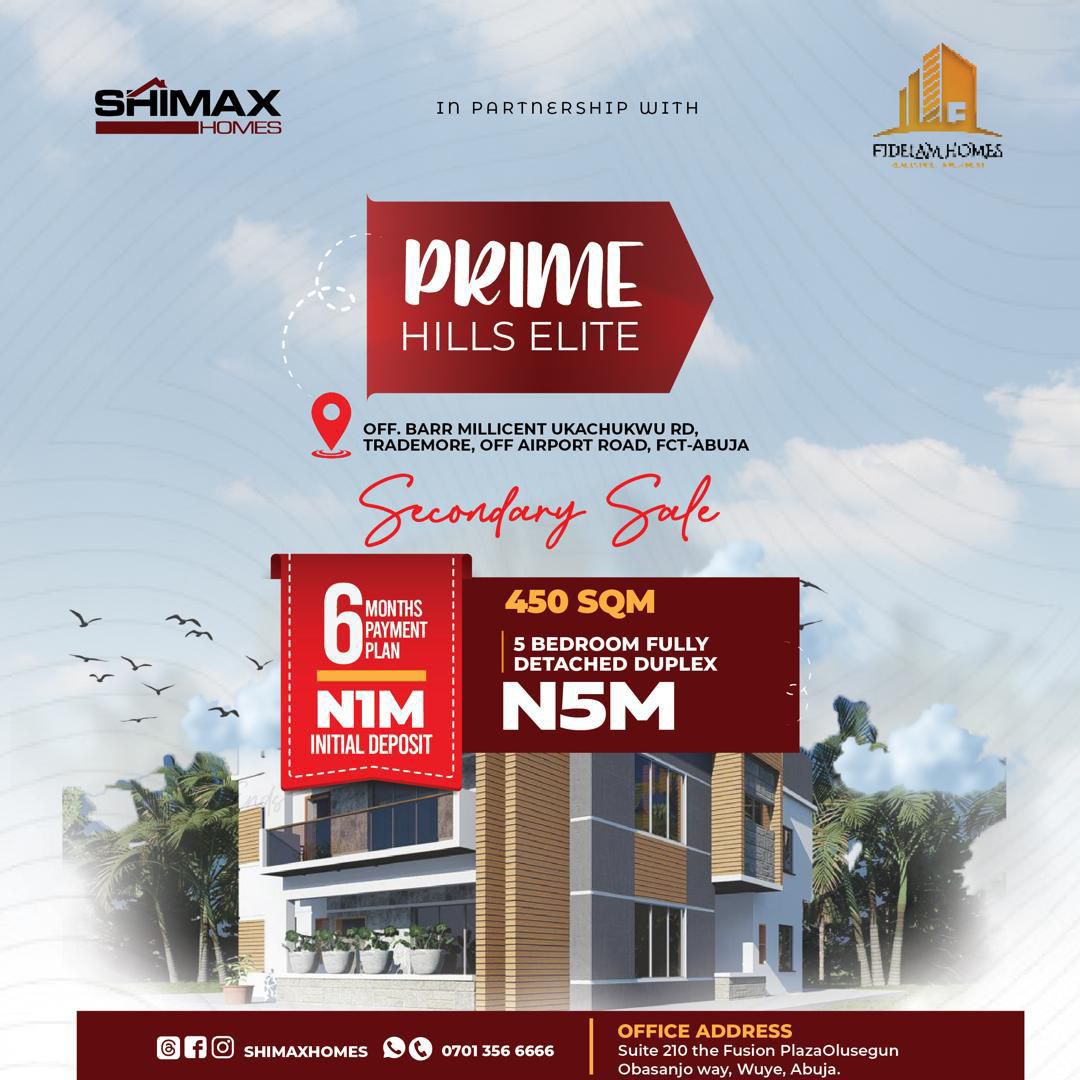 SHIMAX
HOMES
IN PARTNERSHIP WITH
FIDELAM HOMES
PRIME
HILLS ELITE
OFF. BARR MILLICENT UKACHUKWU RD,
TRADEMORE, OFF AIRPORT ROAD, FCT-ABUJA
Secondary Sale
6 MONTHS
PAYMENT
PLAN
N1M
INITIAL DEPOSIT
450 SQM
5 BEDROOM FULLY
DETACHED DUPLEX
N5M
SHIMAXHOMES 0701 356 6666
OFFICE ADDRESS
Suite 210 the Fusion PlazaOlusegun
Obasanjo way, Wuye, Abuja.